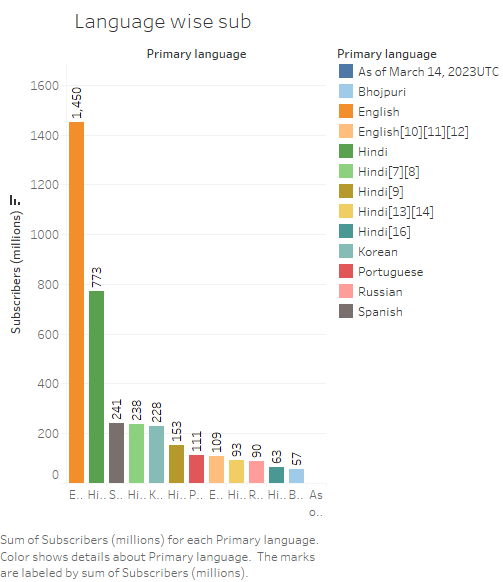 Language wise sub
Primary language
Primary language
As of March 14, 2023UTC
Bhojpuri
English
English[10][11][12]
Hindi
Hindi[7][8]
Hindi[9]
Hindi[13][14]
Hindi[16]
Korean
Portuguese
Russian
Spanish
Subscribers (millions)
1600
1400
1200
1000
800
600
400
200
0
1,450
773
241
238
228
153
111
109
93
90
63
57
E.. Hi.. S.. Hi.. K.. Hi.. P.. E.. Hi.. R.. Hi.. B.. As
o..
Sum of Subscribers (millions) for each Primary language.
Color shows details about Primary language. The marks
are labeled by sum of Subscribers (millions).